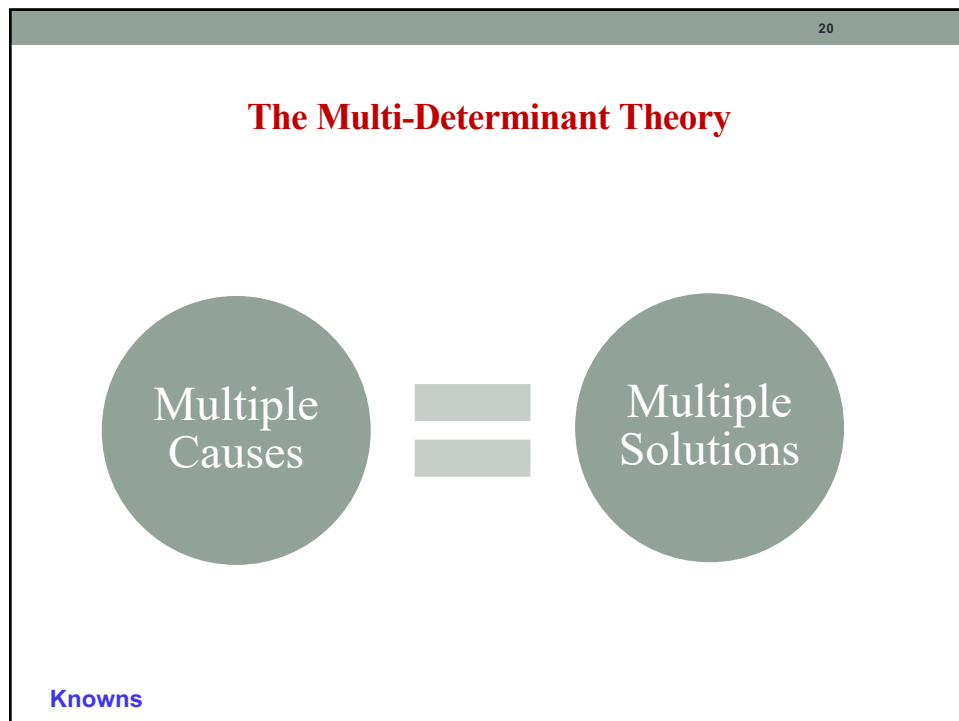 20
The Multi-Determinant Theory
Multiple
Causes
Multiple
Solutions
Knowns